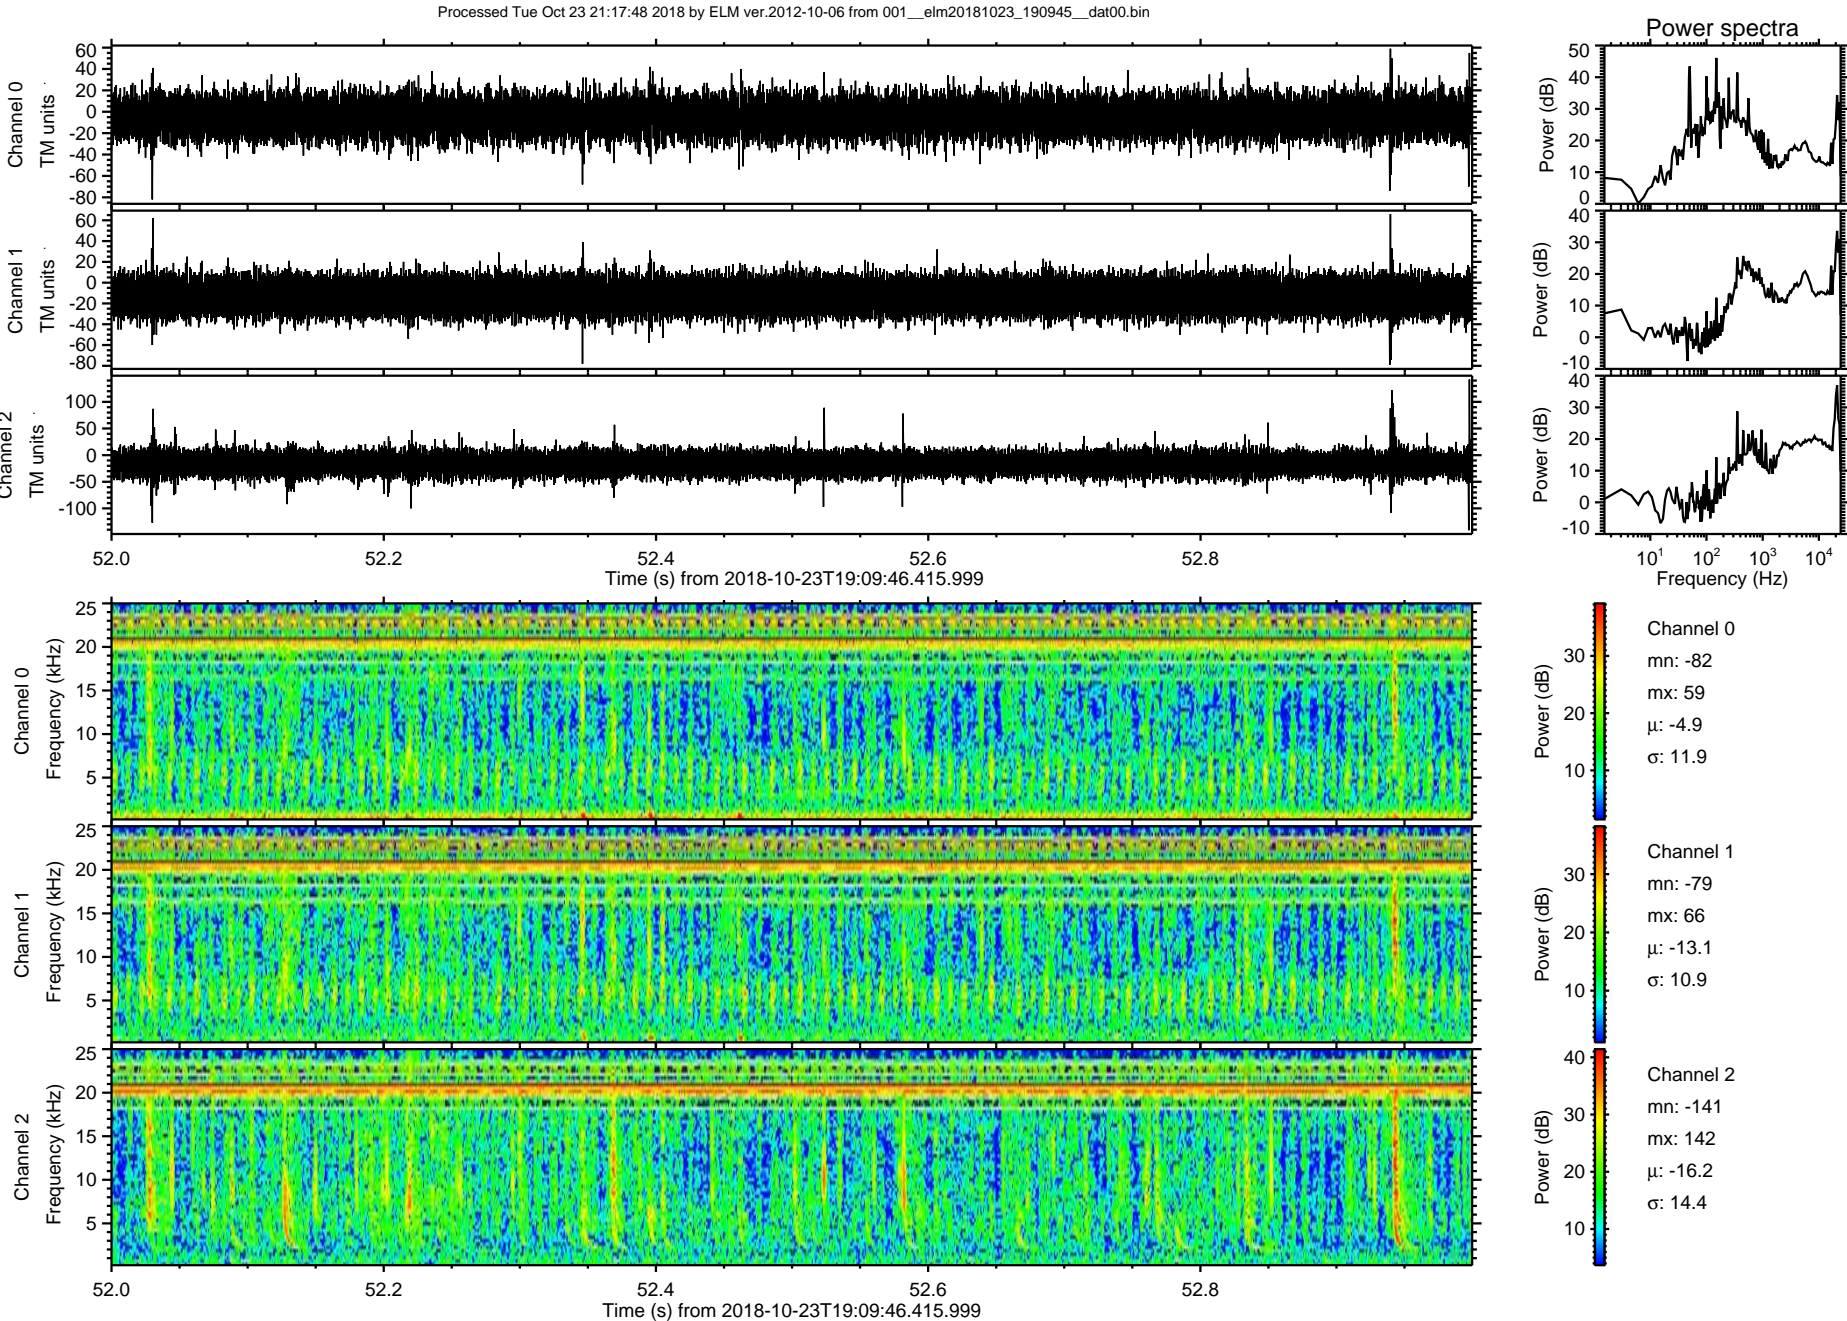 Processed Tue Oct 23 21:17:48 2018 by ELM ver.2012-10-06 from 001__elm20181023_190945__dat00.bin
Power spectra
Channel 0
TM units
60
40
20
0
-20
-40
-60
-80
Power (dB)
50
40
30
20
10
0
Channel 1
TM units
60
40
20
0
-20
-40
-60
-80
Power (dB)
40
30
20
10
0
-10
Channel 2
TM units
100
50
0
-50
-100
Power (dB)
40
30
20
10
0
-10
52.0 52.2 52.4 52.6 52.8
Time (s) from 2018-10-23T19:09:46.415.999
10¹ 10² 10³ 10⁴
Frequency (Hz)
Channel 0
Frequency (kHz)
25
20
15
10
5
Power (dB)
30
20
10
Channel 0
mn: -82
mx: 59
μ: -4.9
σ: 11.9
Channel 1
Frequency (kHz)
25
20
15
10
5
Power (dB)
30
20
10
Channel 1
mn: -79
mx: 66
μ: -13.1
σ: 10.9
Channel 2
Frequency (kHz)
25
20
15
10
5
Power (dB)
40
30
20
10
Channel 2
mn: -141
mx: 142
μ: -16.2
σ: 14.4
52.0 52.2 52.4 52.6 52.8
Time (s) from 2018-10-23T19:09:46.415.999